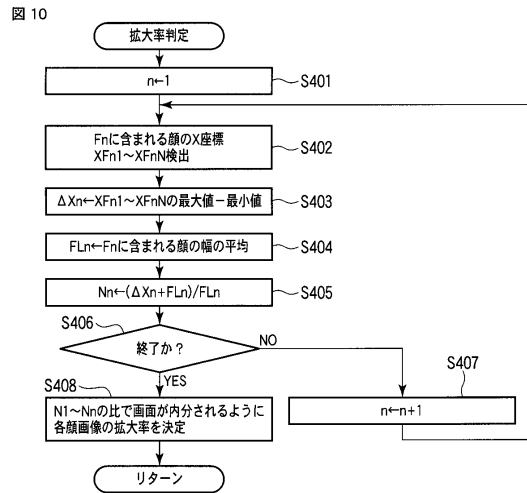 図 10
拡大率判定
n←1
S401
Fnに含まれる顔のX座標
XFn1～XFnN検出
S402
ΔXn←XFn1～XFnNの最大値－最小値
S403
FLn←Fnに含まれる顔の幅の平均
S404
Nn←(ΔXn+FLn)/FLn
S405
S406
終了か？
NO
YES
S407
n←n+1
S408
N1～Nnの比で画面が内分されるように
各顔画像の拡大率を決定
リターン